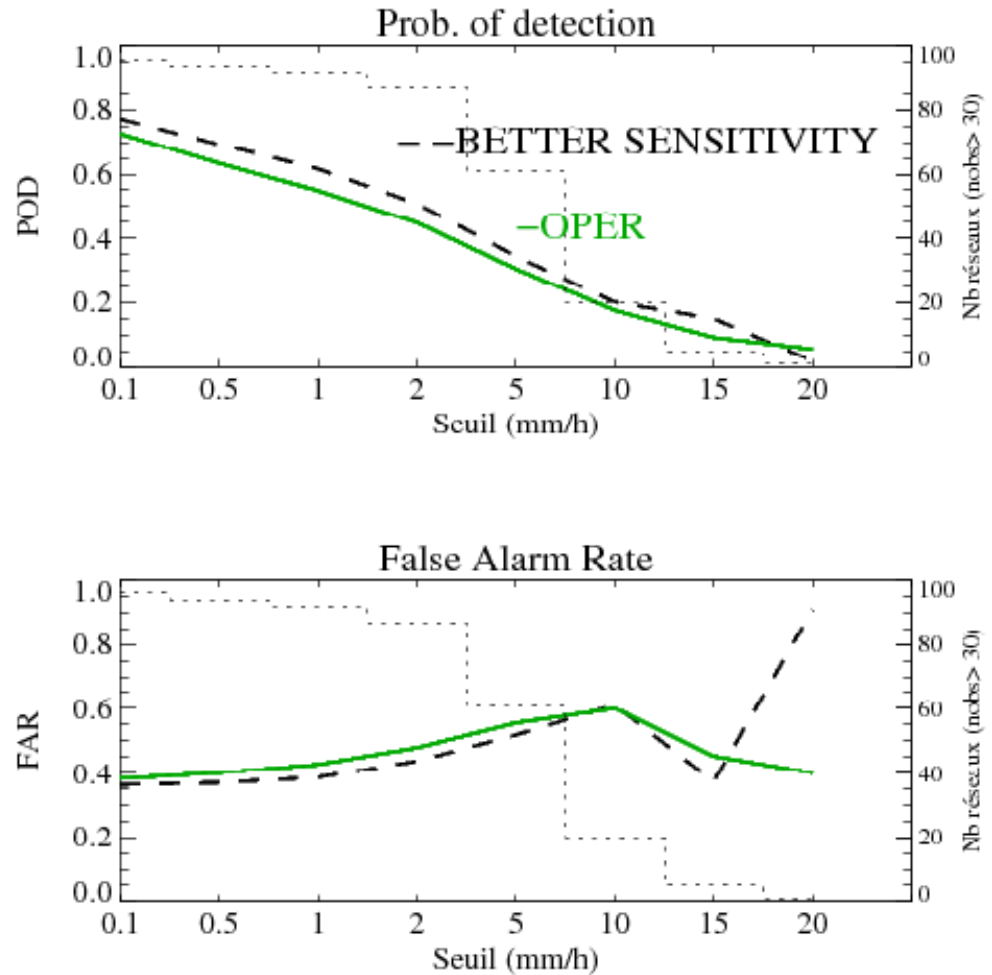 Prob. of detection
1.0
0.8
0.6
0.4
0.2
0.0
POD
100
80
60
40
20
0
Nb réseaux (nobs> 30)
– –BETTER SENSITIVITY
–OPER
0.1 0.5 1 2 5 10 15 20
Seuil (mm/h)
False Alarm Rate
1.0
0.8
0.6
0.4
0.2
0.0
FAR
100
80
60
40
20
0
Nb réseaux (nobs> 30)
0.1 0.5 1 2 5 10 15 20
Seuil (mm/h)